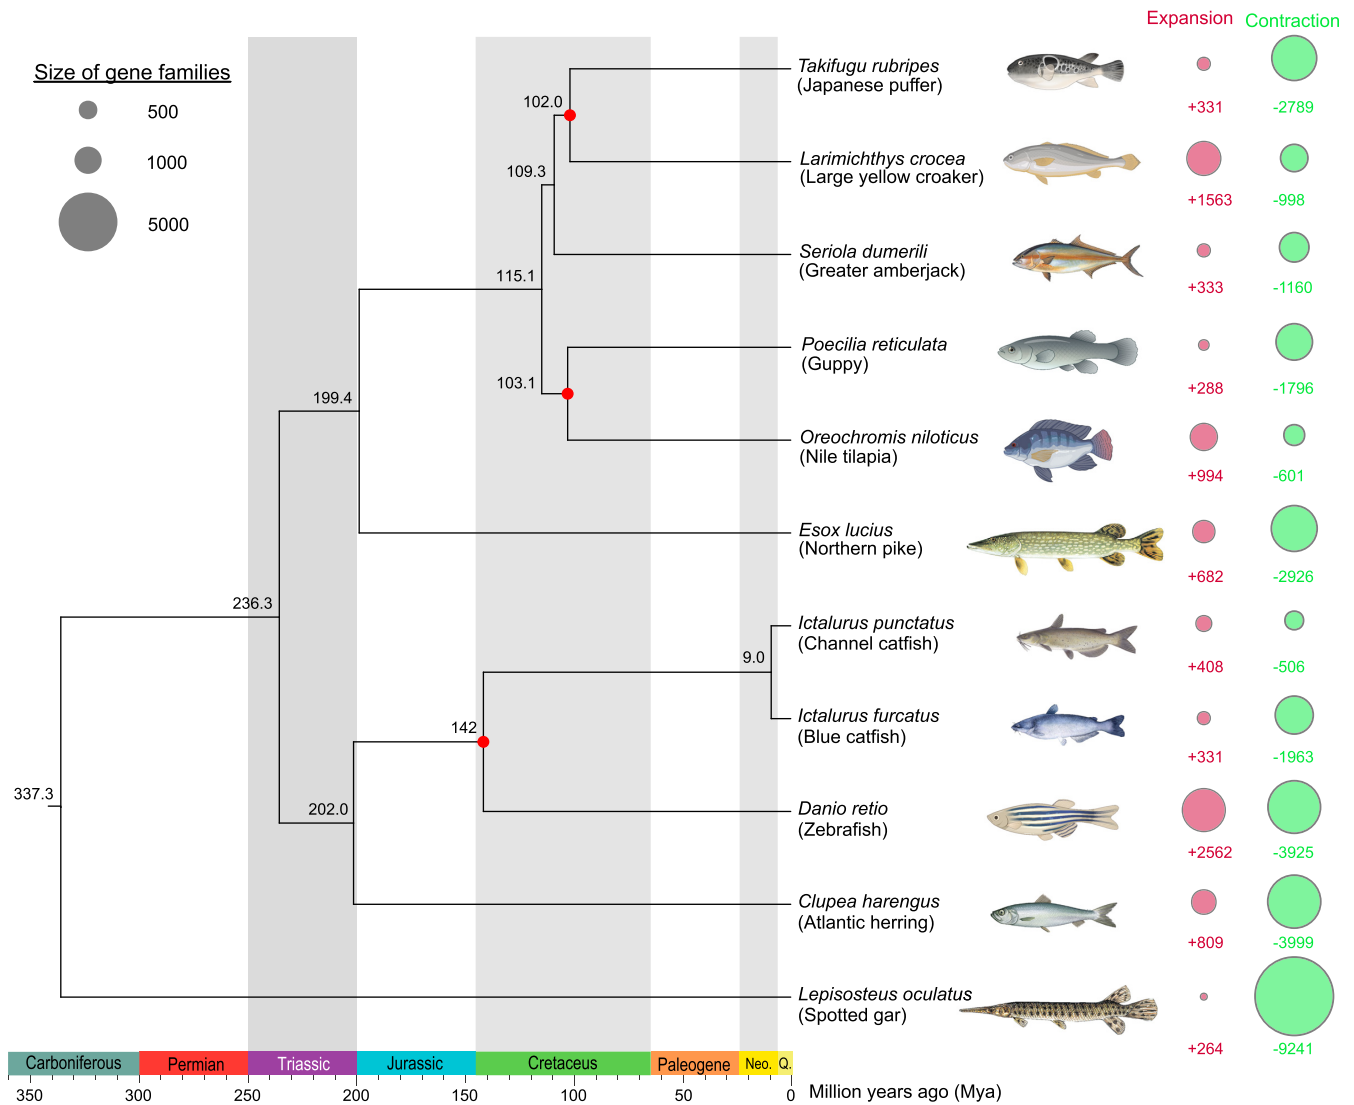 Expansion Contraction
Size of gene families
500
1000
5000
Takifugu rubripes
(Japanese puffer)
+331 -2789
102.0
Larimichthys crocea
(Large yellow croaker)
+1563 -998
109.3
Seriola dumerili
(Greater amberjack)
+333 -1160
115.1
Poecilia reticulata
(Guppy)
+288 -1796
103.1
Oreochromis niloticus
(Nile tilapia)
+994 -601
199.4
Esox lucius
(Northern pike)
+682 -2926
236.3
Ictalurus punctatus
(Channel catfish)
+408 -506
9.0
Ictalurus furcatus
(Blue catfish)
+331 -1963
142
Danio retio
(Zebrafish)
+2562 -3925
202.0
337.3
Clupea harengus
(Atlantic herring)
+809 -3999
Lepisosteus oculatus
(Spotted gar)
+264 -9241
Carboniferous Permian Triassic Jurassic Cretaceus Paleogene Neo. Q.
350 300 250 200 150 100 50 0 Million years ago (Mya)